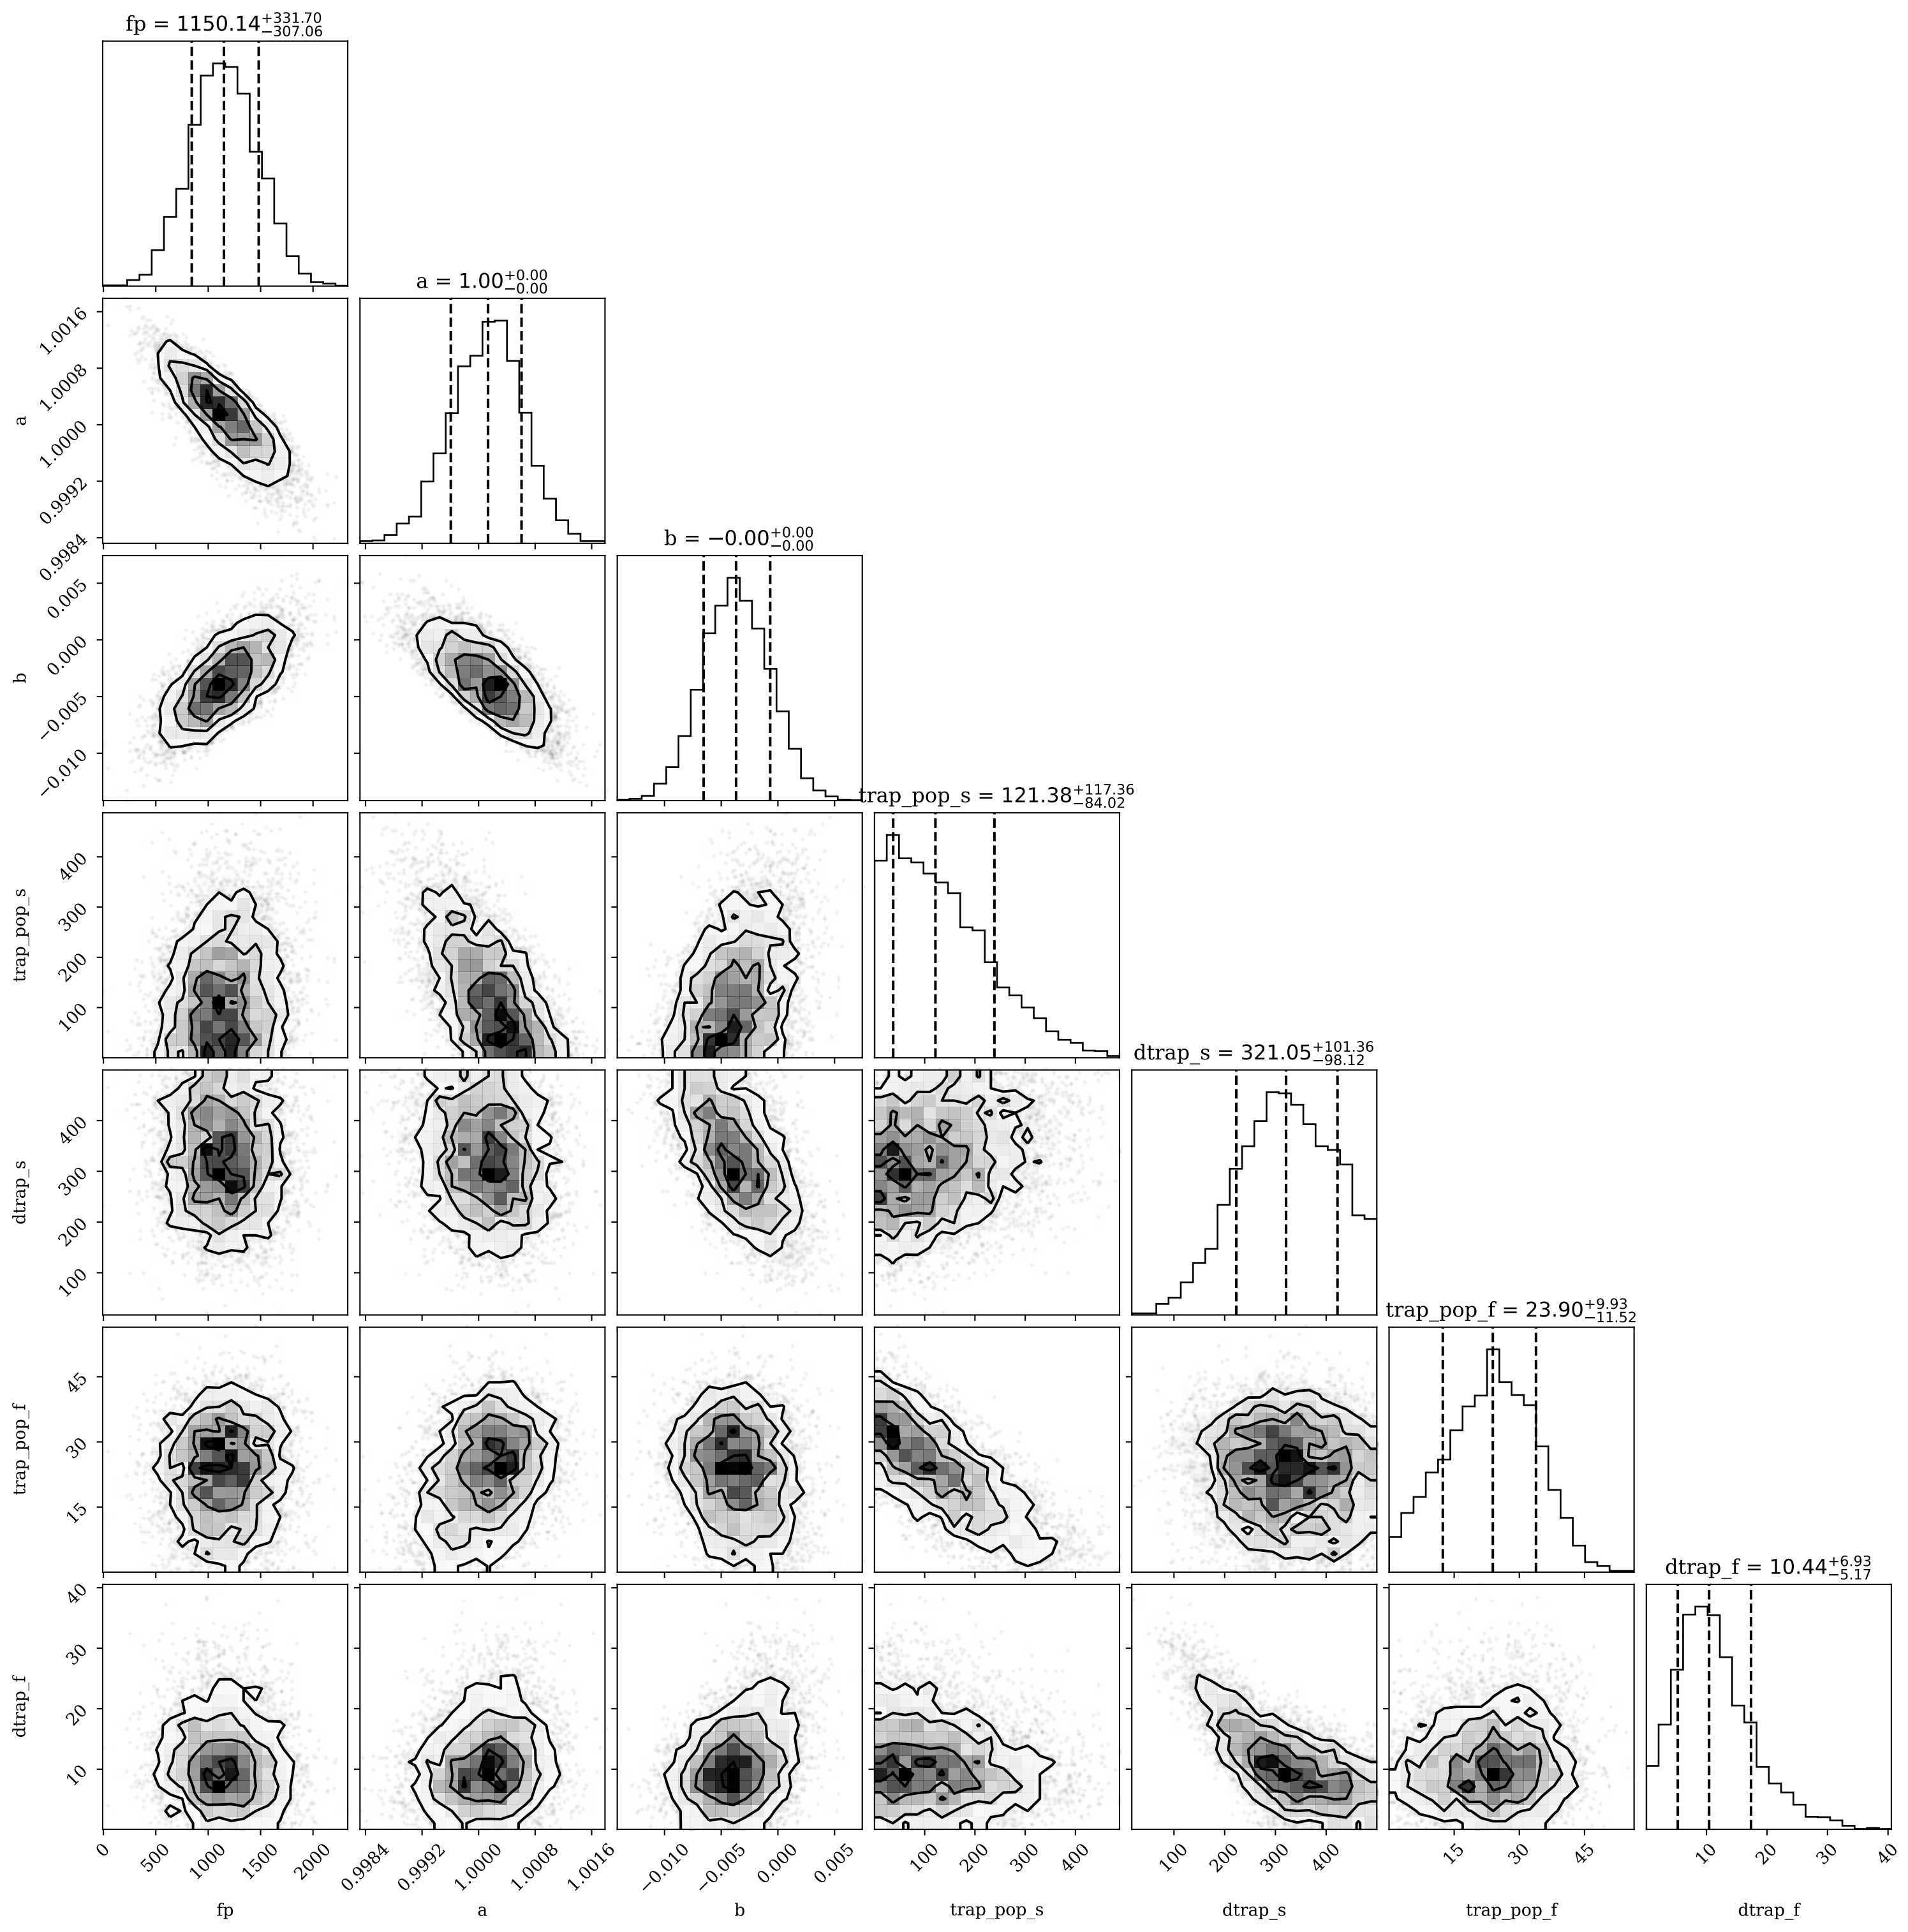 fp = 1150.14+331.70−307.06
a = 1.00+0.00−0.00
1.0016
1.0008
1.0000
0.9992
0.9984
a
b = −0.00+0.00−0.00
0.005
0.000
−0.005
−0.010
b
trap_pop_s = 121.38+117.36−84.02
400
300
200
100
trap_pop_s
dtrap_s = 321.05+101.36−98.12
400
300
200
100
dtrap_s
trap_pop_f = 23.90+9.93−11.52
45
30
15
trap_pop_f
dtrap_f = 10.44+6.93−5.17
40
30
20
10
dtrap_f
0 500 1000 1500 2000 0.9984 0.9992 1.0000 1.0008 1.0016 −0.010 −0.005 0.000 0.005 100 200 300 400 100 200 300 400 15 30 45 10 20 30 40
fp a b trap_pop_s dtrap_s trap_pop_f dtrap_f